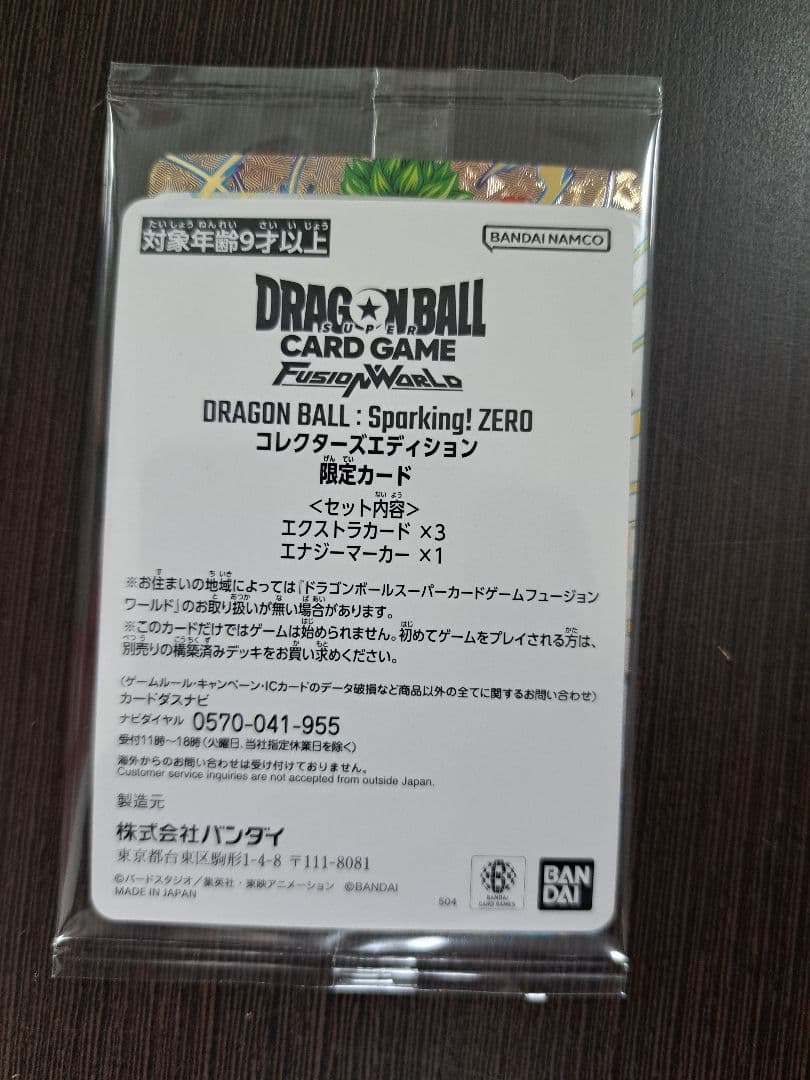 対象年齢9才以上
BANDAI NAMCO
DRAGON BALL
SUPER
CARD GAME
FUSION WORLD
DRAGON BALL : Sparking! ZERO
コレクターズエディション
限定カード
<セット内容>
エクストラカード ×3
エナジーマーカー ×1
※お住まいの地域によっては『ドラゴンボールスーパーカードゲームフュージョン
ワールド』のお取り扱いが無い場合があります。
※このカードだけではゲームは始められません。初めてゲームをプレイされる方は、
別売りの構築済みデッキをお買い求めください。
(ゲームルール・キャンペーン・ICカードのデータ破損など商品以外の全てに関するお問い合わせ)
カードダスナビ
ナビダイヤル 0570-041-955
受付11時~18時(火曜日、当社指定休業日を除く)
海外からのお問い合わせは受け付けておりません。
Customer service inquiries are not accepted from outside Japan.
製造元
株式会社バンダイ
東京都台東区駒形1-4-8 〒111-8081
©バードスタジオ/集英社・東映アニメーション ©BANDAI
MADE IN JAPAN
504
BANDAI
CARD GAMES
BAN
DAI